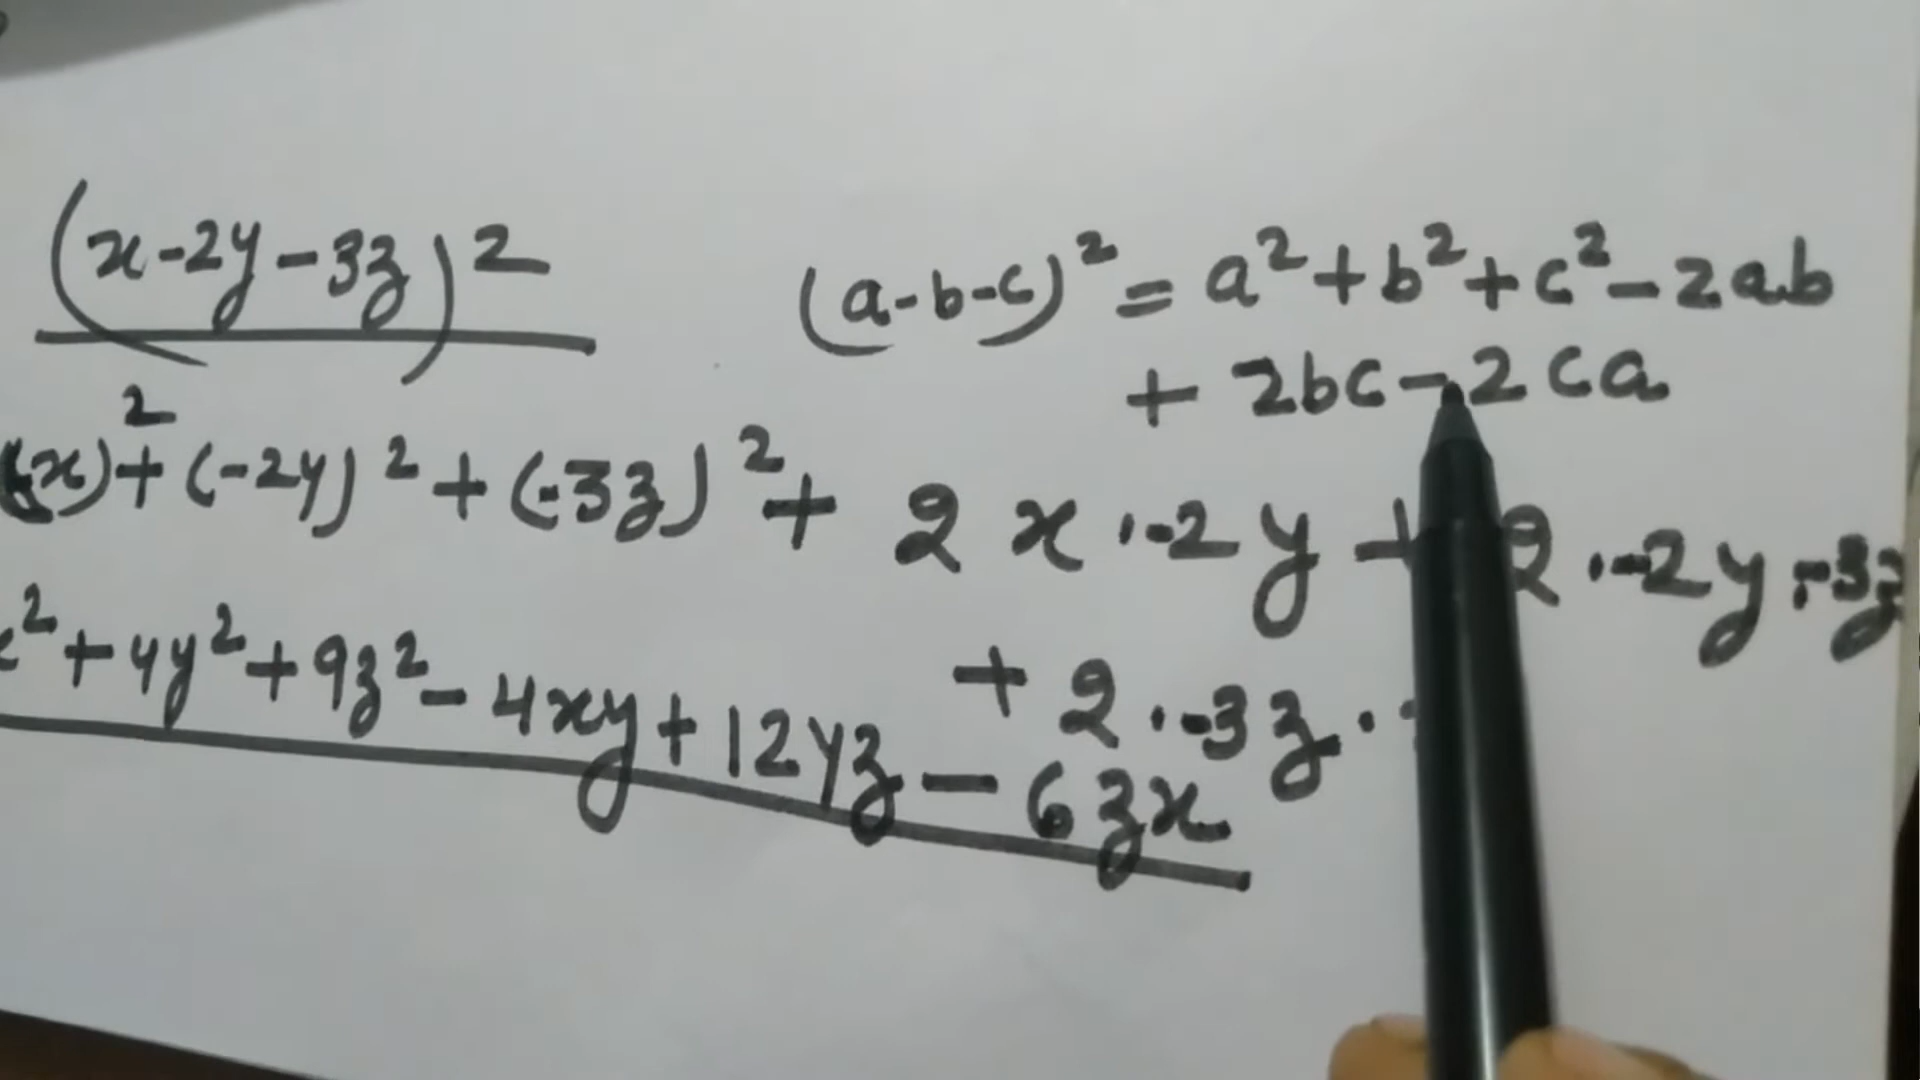 (x-2y-3z)²
(a-b-c)² = a²+b²+c²-2ab
+ 2bc-2ca
(x)²+(-2y)²+(-3z)²+ 2x.-2y + 2.-2y.-3z
+ 2.-3z.
x²+4y²+9z²-4xy+12yz-6zx